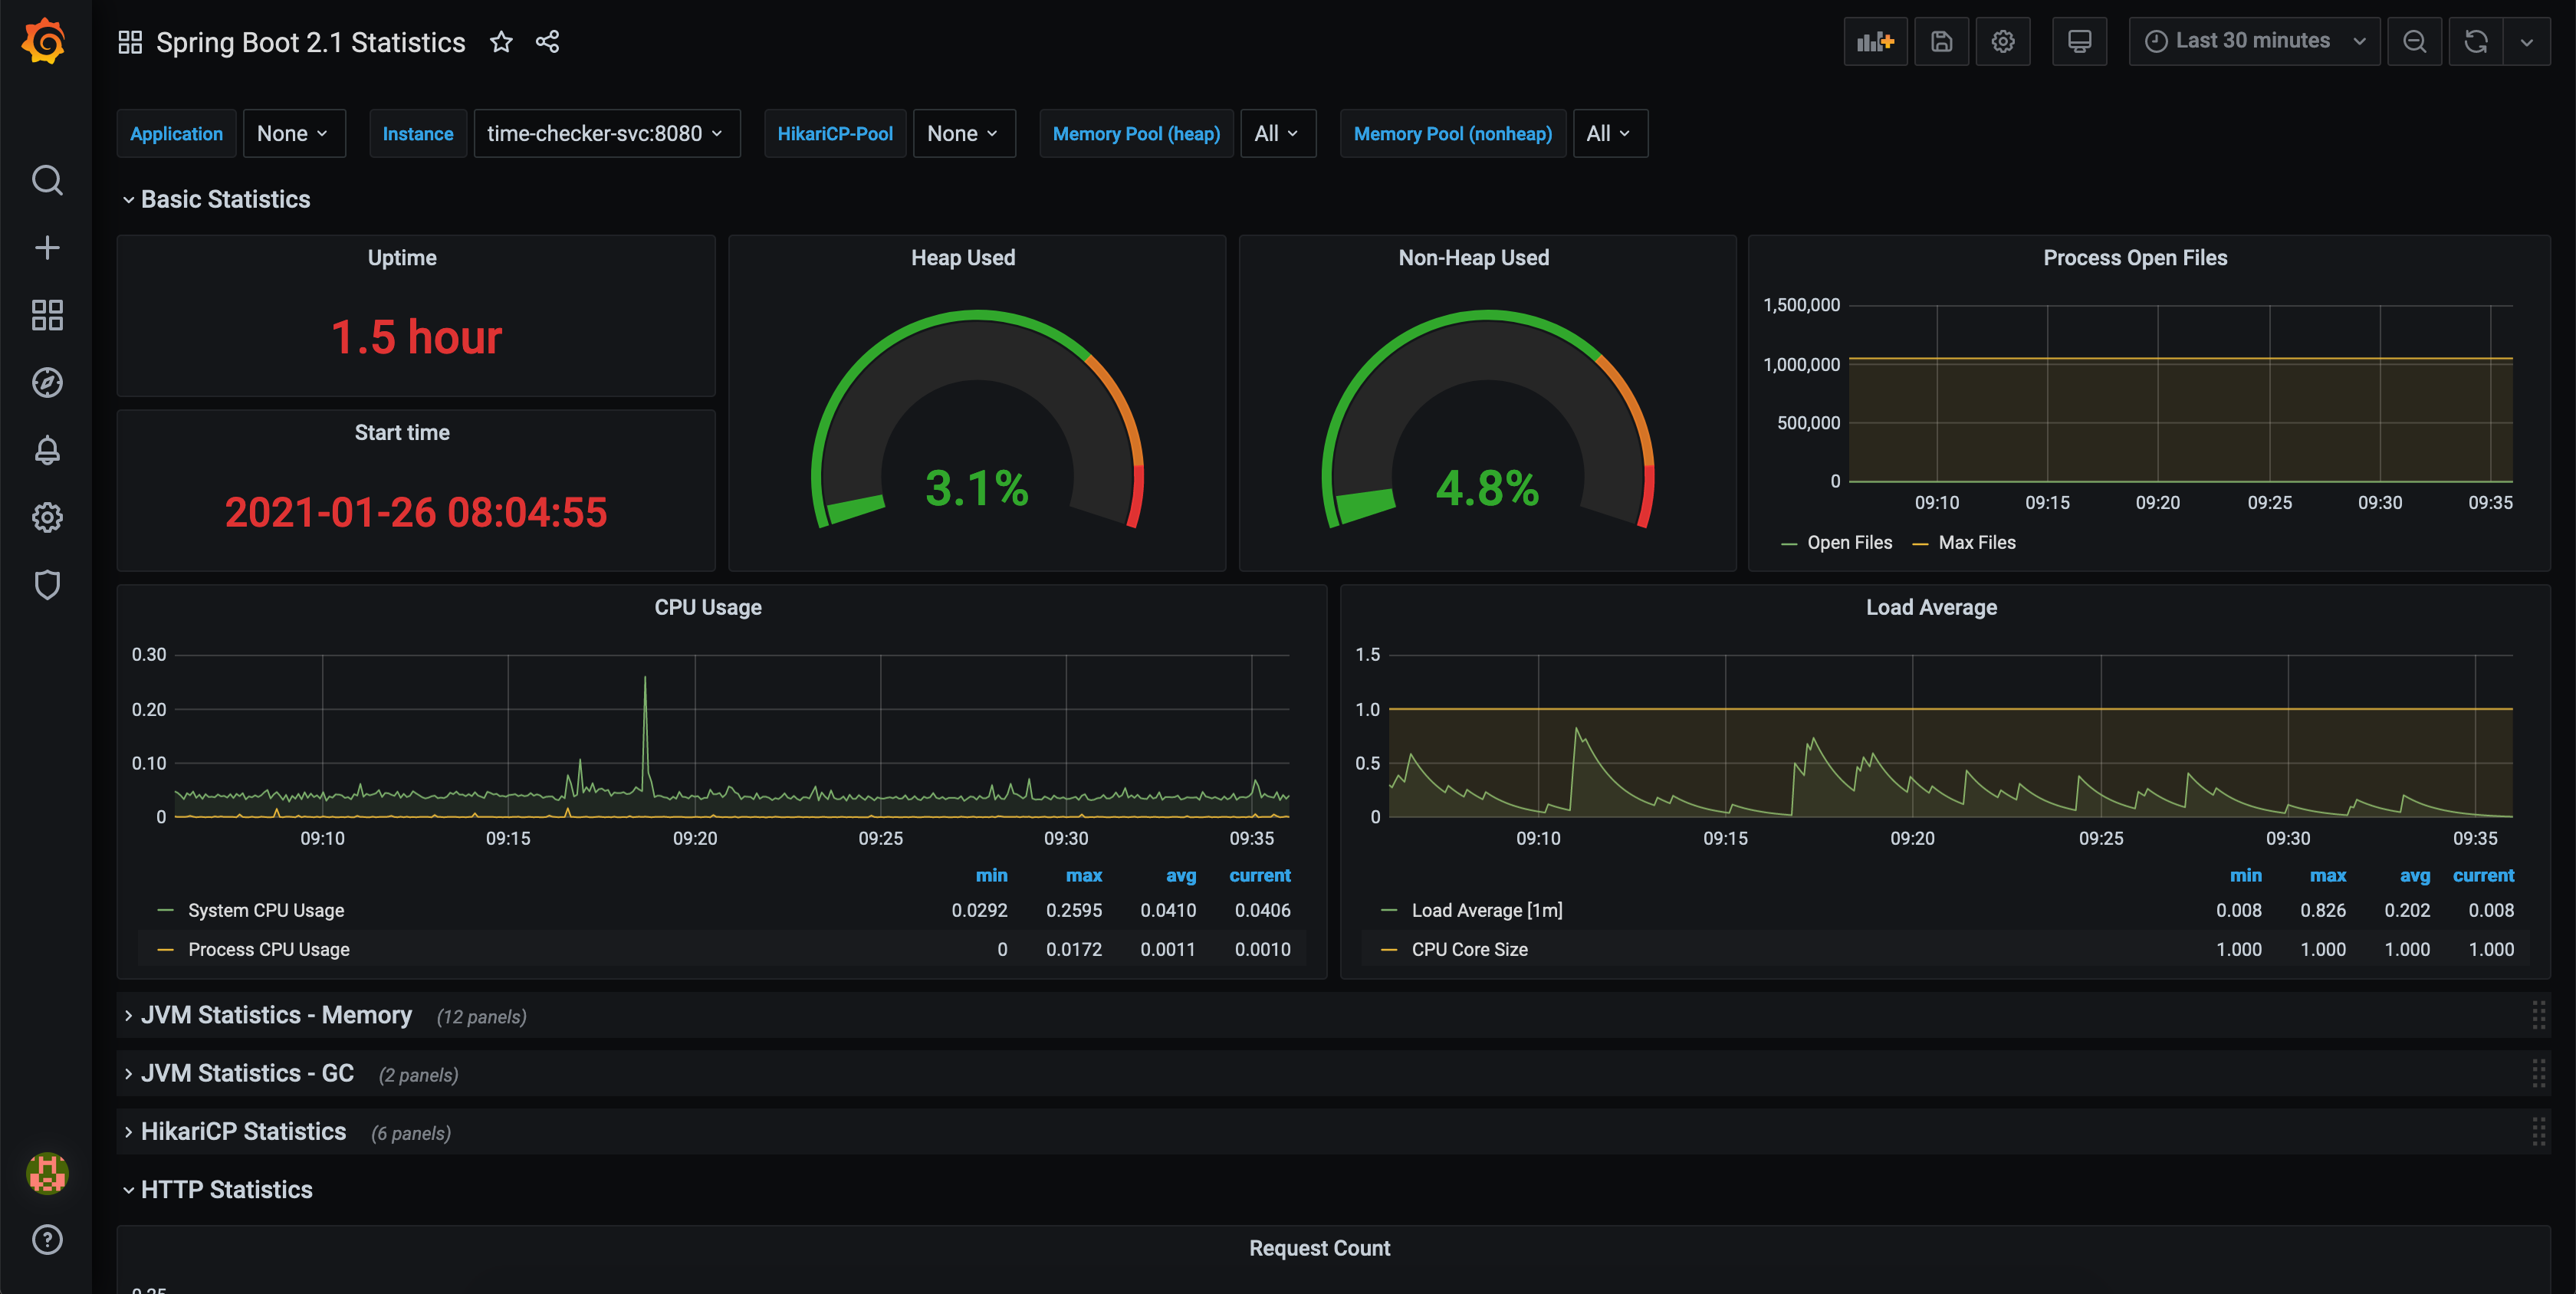 Spring Boot 2.1 Statistics
Last 30 minutes
Application None Instance time-checker-svc:8080 HikariCP-Pool None Memory Pool (heap) All Memory Pool (nonheap) All
Basic Statistics
Uptime
1.5 hour
Start time
2021-01-26 08:04:55
Heap Used
3.1%
Non-Heap Used
4.8%
Process Open Files
1,500,000
1,000,000
500,000
0
09:10 09:15 09:20 09:25 09:30 09:35
Open Files Max Files
CPU Usage
0.30
0.20
0.10
0
09:10 09:15 09:20 09:25 09:30 09:35
min max avg current
System CPU Usage 0.0292 0.2595 0.0410 0.0406
Process CPU Usage 0 0.0172 0.0011 0.0010
Load Average
1.5
1.0
0.5
0
09:10 09:15 09:20 09:25 09:30 09:35
min max avg current
Load Average [1m] 0.008 0.826 0.202 0.008
CPU Core Size 1.000 1.000 1.000 1.000
JVM Statistics - Memory (12 panels)
JVM Statistics - GC (2 panels)
HikariCP Statistics (6 panels)
HTTP Statistics
Request Count